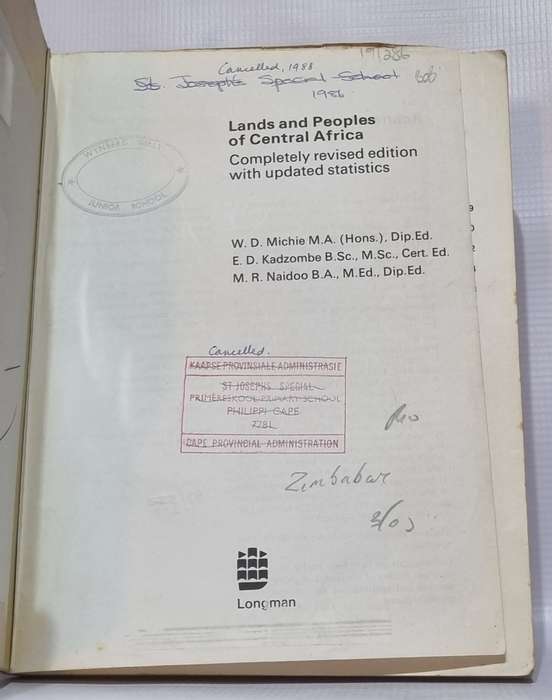 Cancelled, 1988
St. Joseph's Special School
1986
Lands and Peoples
of Central Africa
Completely revised edition
with updated statistics
JUNIOR SCHOOL
W. D. Michie M.A. (Hons.), Dip.Ed.
E. D. Kadzombe B.Sc., M.Sc., Cert. Ed.
M. R. Naidoo B.A., M.Ed., Dip.Ed.
Cancelled.
KAAPSE PROVINSIALE ADMINISTRASIE
ST JOSEPHS SPECIAL
PRIMÊRESKOOL PRIMARY SCHOOL
PHILIPPI CAPE
7781
CAPE PROVINCIAL ADMINISTRATION
Zimbabwe
Longman